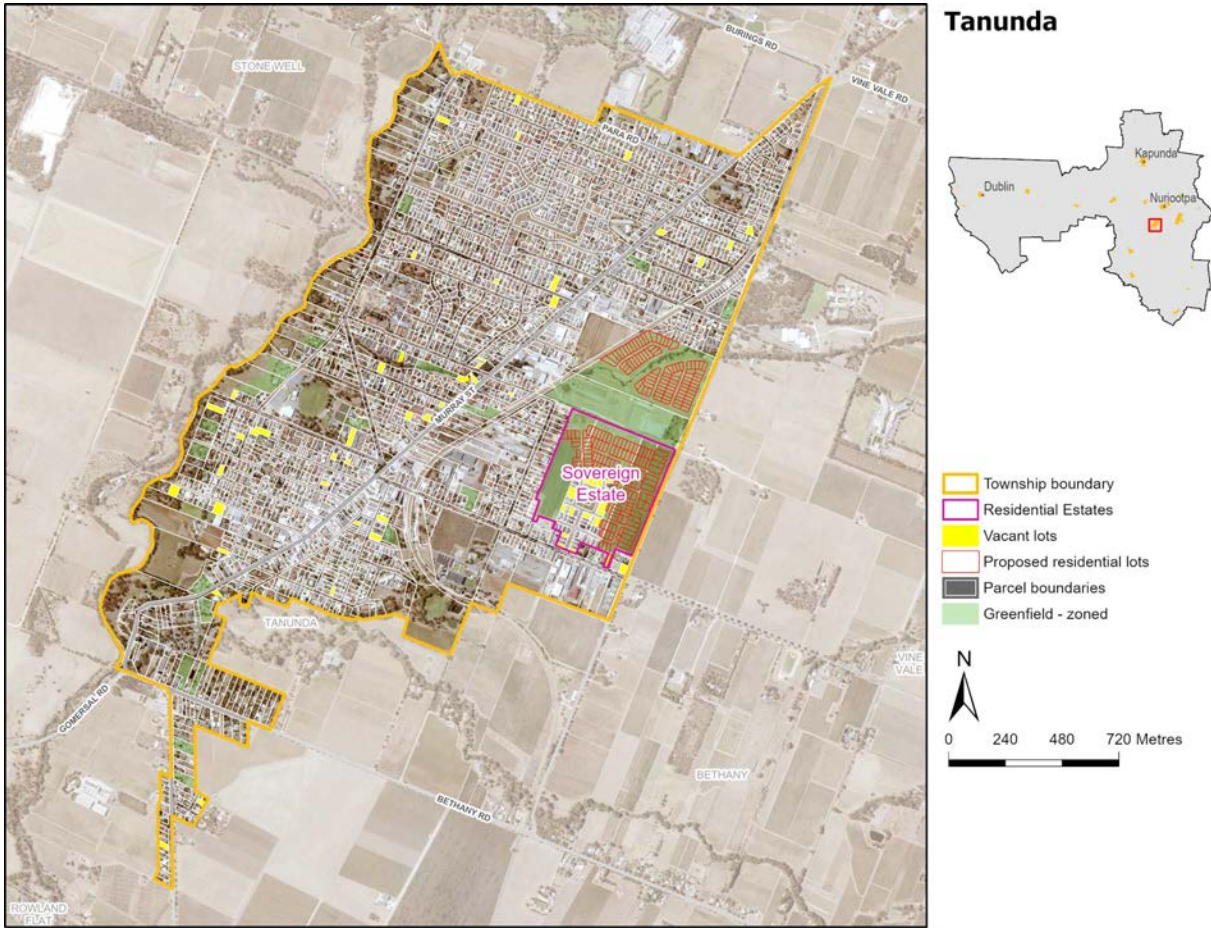 Tanunda
BURINGS RD
VINE VALE RD
STONE WELL
PARA RD
MURRAY ST
Sovereign
Estate
TANUNDA
VINE
VALE
GOMERSAL RD
BETHANY
BETHANY RD
ROWLAND
FLAT
Kapunda
Dublin
Nuriootpa
Township boundary
Residential Estates
Vacant lots
Proposed residential lots
Parcel boundaries
Greenfield - zoned
N
0 240 480 720 Metres